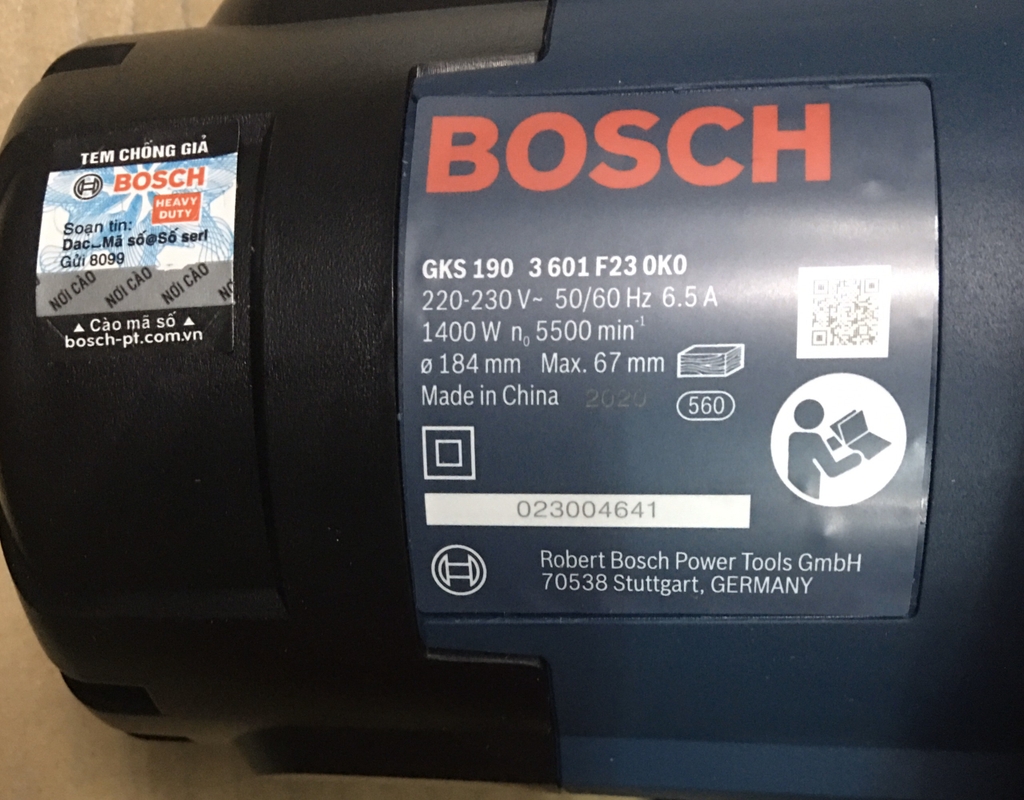 TEM CHỐNG GIẢ
BOSCH
HEAVY
DUTY
Soạn tin:
Dac_Mã số@Số seri
Gửi 8099
NƠI CÀO NƠI CÀO NƠI CÀO NƠI
▲ Cào mã số ▲
bosch-pt.com.vn
BOSCH
GKS 190 3 601 F23 0K0
220-230 V~ 50/60 Hz 6.5 A
1400 W n₀ 5500 min⁻¹
ø 184 mm Max. 67 mm
Made in China 2020 560
023004641
Robert Bosch Power Tools GmbH
70538 Stuttgart, GERMANY